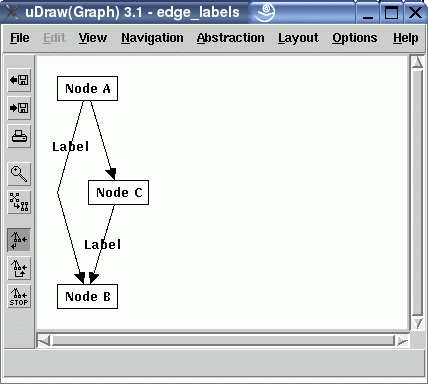 uDraw(Graph) 3.1 - edge_labels
File Edit View Navigation Abstraction Layout Options Help
Node A
Label
Node C
Label
Node B
STOP